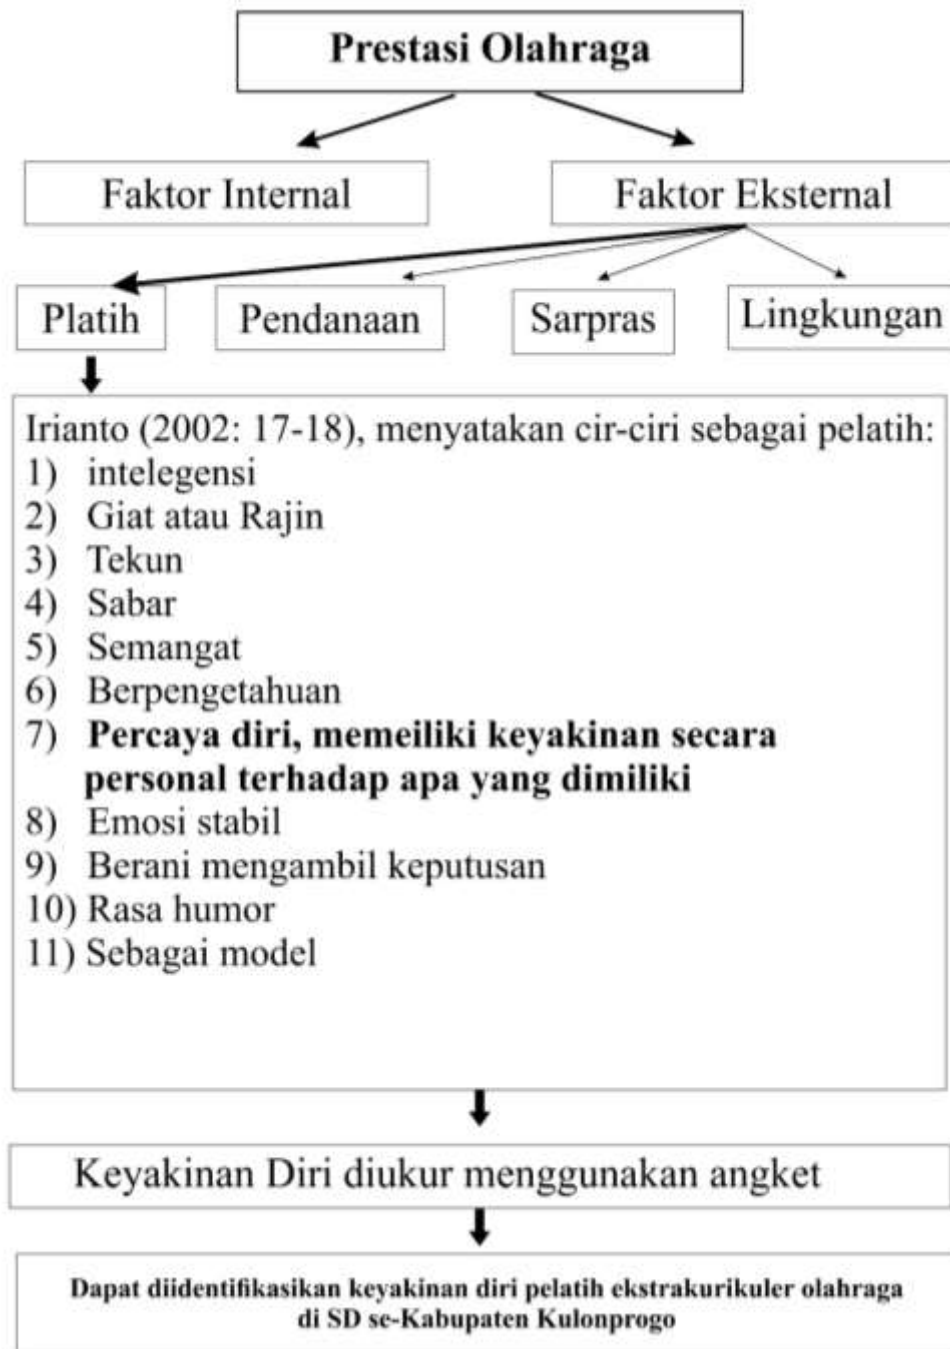 Prestasi Olahraga
Faktor Internal
Faktor Eksternal
Platih
Pendanaan
Sarpras
Lingkungan
Irianto (2002: 17-18), menyatakan cir-ciri sebagai pelatih:
1) intelegensi
2) Giat atau Rajin
3) Tekun
4) Sabar
5) Semangat
6) Berpengetahuan
7) Percaya diri, memeiliki keyakinan secara
personal terhadap apa yang dimiliki
8) Emosi stabil
9) Berani mengambil keputusan
10) Rasa humor
11) Sebagai model
Keyakinan Diri diukur menggunakan angket
Dapat diidentifikasikan keyakinan diri pelatih ekstrakurikuler olahraga
di SD se-Kabupaten Kulonprogo